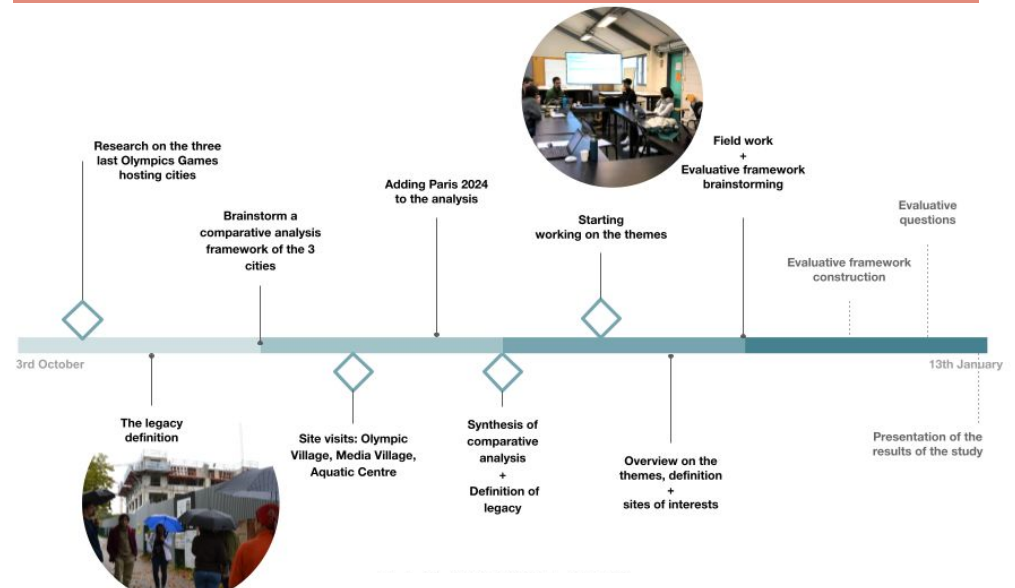 Research on the three
last Olympics Games
hosting cities
Brainstorm a
comparative analysis
framework of the 3
cities
Adding Paris 2024
to the analysis
Starting
working on the themes
Field work
+
Evaluative framework
brainstorming
Evaluative framework
construction
Evaluative
questions
3rd October
13th January
The legacy
definition
Site visits: Olympic
Village, Media Village,
Aquatic Centre
Synthesis of
comparative
analysis
+
Definition of
legacy
Overview on the
themes, definition
+
sites of interests
Presentation of the
results of the study